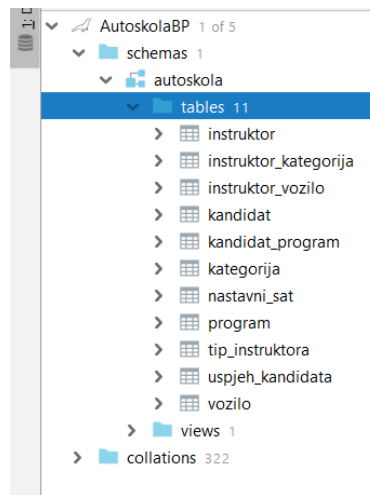 AutoskolaBP 1 of 5
schemas 1
autoskola
tables 11
instruktor
instruktor_kategorija
instruktor_vozilo
kandidat
kandidat_program
kategorija
nastavni_sat
program
tip_instruktora
uspjeh_kandidata
vozilo
views 1
collations 322